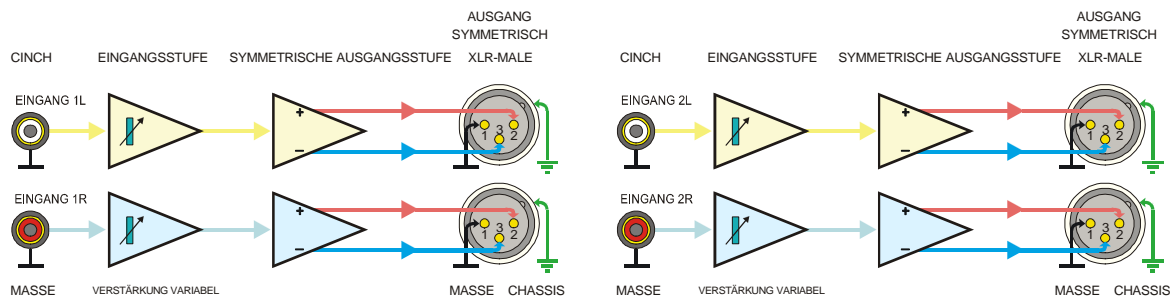 AUSGANG
SYMMETRISCH
CINCH EINGANGSSTUFE SYMMETRISCHE AUSGANGSSTUFE XLR-MALE
EINGANG 1L
+
−
1 3 2
EINGANG 1R
+
−
1 3 2
MASSE VERSTÄRKUNG VARIABEL MASSE CHASSIS
AUSGANG
SYMMETRISCH
CINCH EINGANGSSTUFE SYMMETRISCHE AUSGANGSSTUFE XLR-MALE
EINGANG 2L
+
−
1 3 2
EINGANG 2R
+
−
1 3 2
MASSE VERSTÄRKUNG VARIABEL MASSE CHASSIS